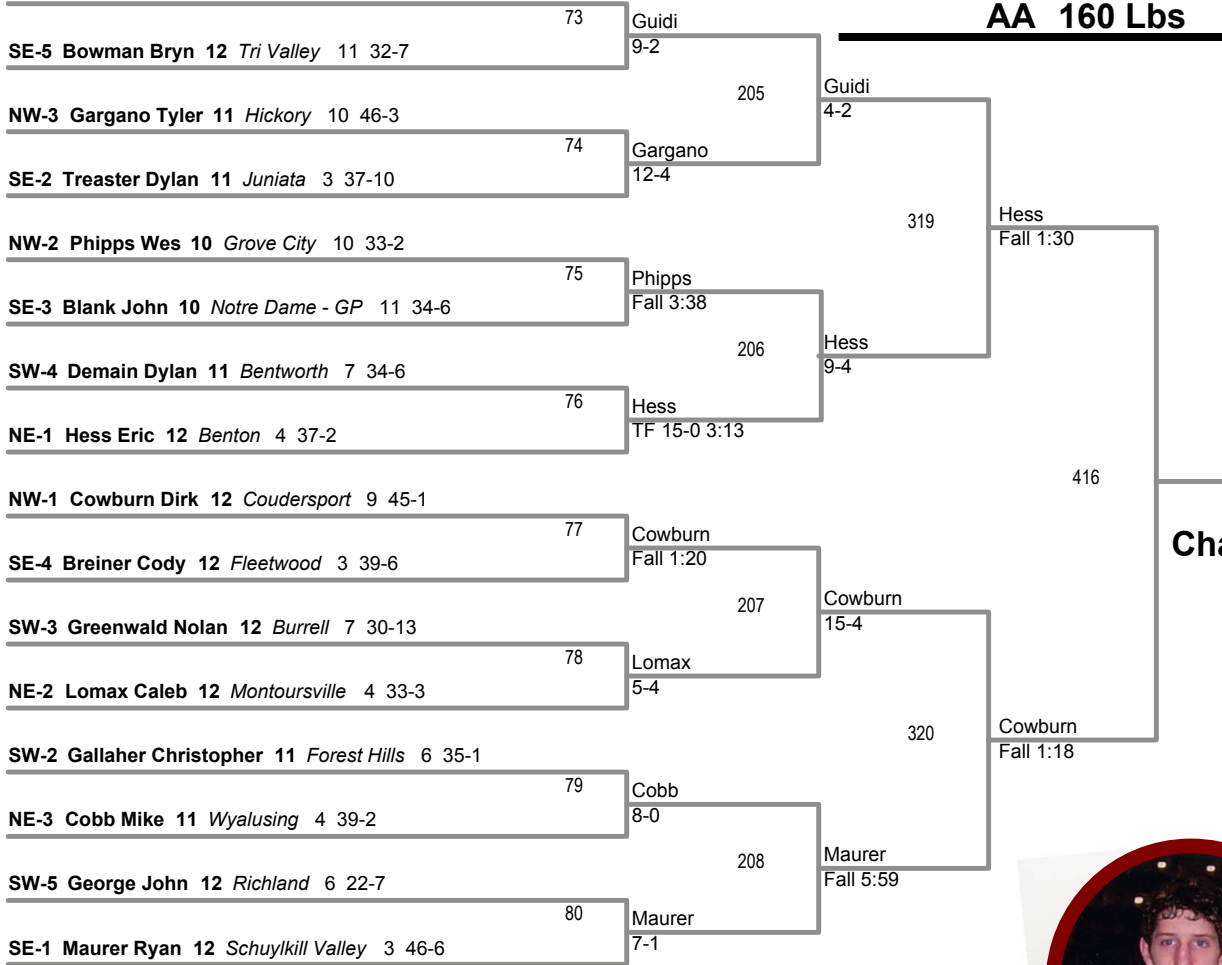 AA 160 Lbs
73
Guidi
9-2
SE-5 Bowman Bryn 12 Tri Valley 11 32-7
205
Guidi
4-2
NW-3 Gargano Tyler 11 Hickory 10 46-3
74
Gargano
12-4
SE-2 Treaster Dylan 11 Juniata 3 37-10
319
Hess
Fall 1:30
NW-2 Phipps Wes 10 Grove City 10 33-2
75
Phipps
Fall 3:38
SE-3 Blank John 10 Notre Dame - GP 11 34-6
206
Hess
9-4
SW-4 Demain Dylan 11 Bentworth 7 34-6
76
Hess
TF 15-0 3:13
NE-1 Hess Eric 12 Benton 4 37-2
416
NW-1 Cowburn Dirk 12 Coudersport 9 45-1
77
Cowburn
Fall 1:20
Cha
SE-4 Breiner Cody 12 Fleetwood 3 39-6
207
Cowburn
15-4
SW-3 Greenwald Nolan 12 Burrell 7 30-13
78
Lomax
5-4
NE-2 Lomax Caleb 12 Montoursville 4 33-3
320
Cowburn
Fall 1:18
SW-2 Gallaher Christopher 11 Forest Hills 6 35-1
79
Cobb
8-0
NE-3 Cobb Mike 11 Wyalusing 4 39-2
208
Maurer
Fall 5:59
SW-5 George John 12 Richland 6 22-7
80
Maurer
7-1
SE-1 Maurer Ryan 12 Schuylkill Valley 3 46-6